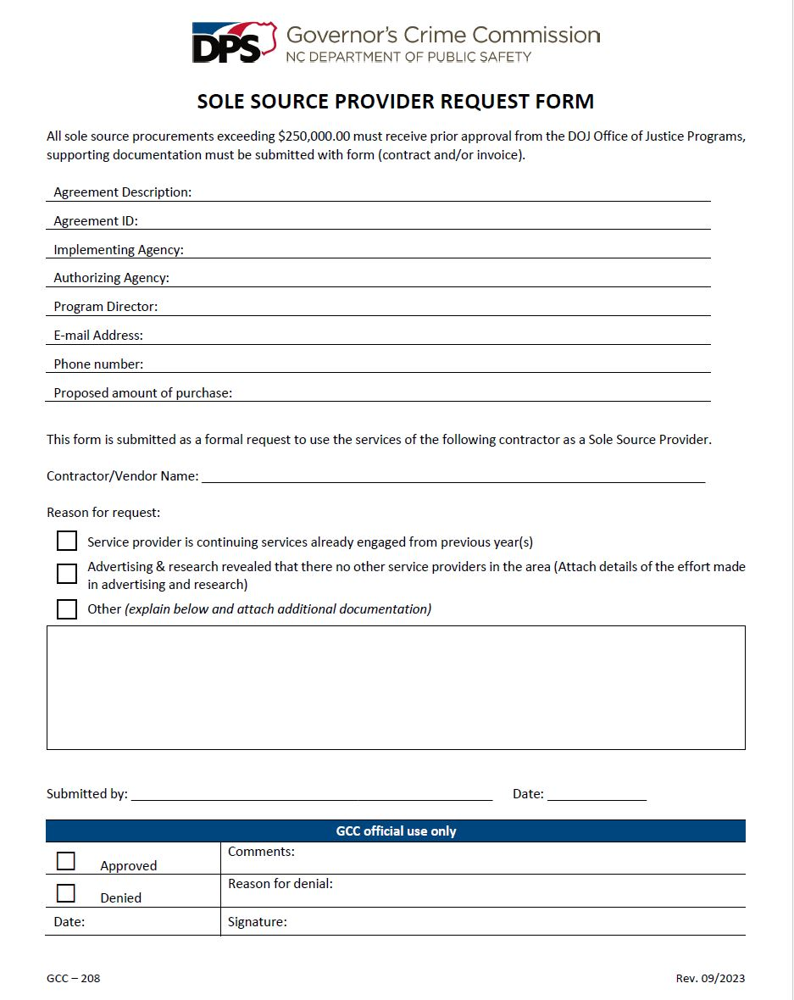 DPS
Governor's Crime Commission
NC DEPARTMENT OF PUBLIC SAFETY
SOLE SOURCE PROVIDER REQUEST FORM
All sole source procurements exceeding $250,000.00 must receive prior approval from the DOJ Office of Justice Programs,
supporting documentation must be submitted with form (contract and/or invoice).
Agreement Description:
Agreement ID:
Implementing Agency:
Authorizing Agency:
Program Director:
E-mail Address:
Phone number:
Proposed amount of purchase:
This form is submitted as a formal request to use the services of the following contractor as a Sole Source Provider.
Contractor/Vendor Name:
Reason for request:
Service provider is continuing services already engaged from previous year(s)
Advertising & research revealed that there no other service providers in the area (Attach details of the effort made
in advertising and research)
Other (explain below and attach additional documentation)
Submitted by: Date:
GCC official use only
Approved
Comments:
Denied
Reason for denial:
Date:
Signature:
GCC – 208
Rev. 09/2023